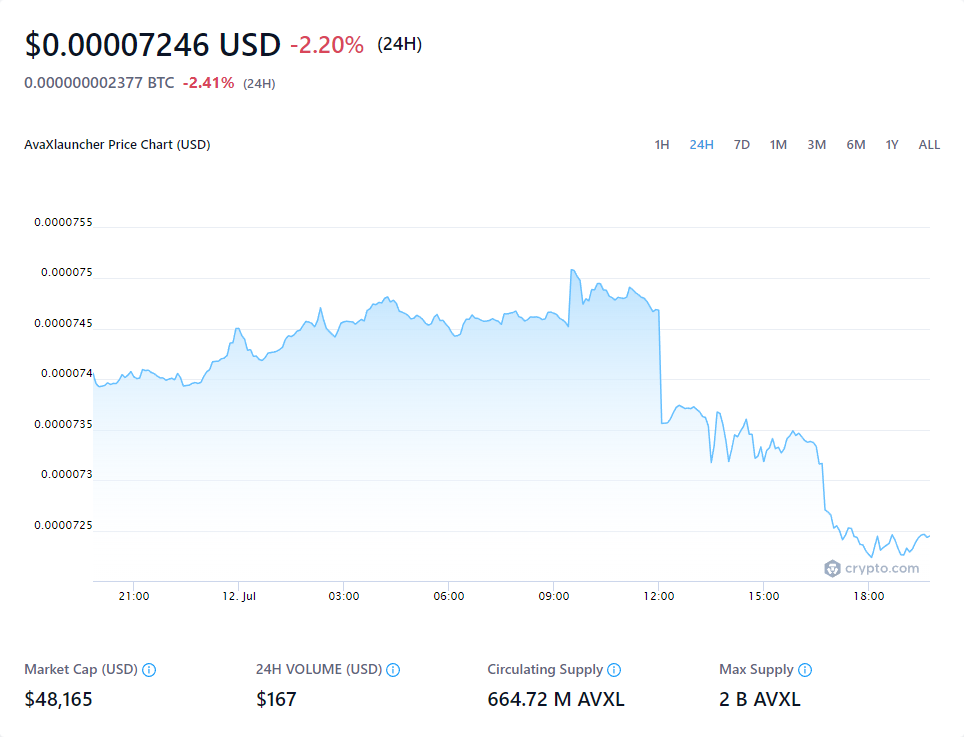 $0.00007246 USD -2.20% (24H)
0.000000002377 BTC -2.41% (24H)
AvaXlauncher Price Chart (USD) 1H 24H 7D 1M 3M 6M 1Y ALL
0.0000755
0.000075
0.0000745
0.000074
0.0000735
0.000073
0.0000725
crypto.com
21:00 12. Jul 03:00 06:00 09:00 12:00 15:00 18:00
Market Cap (USD) 24H VOLUME (USD) Circulating Supply Max Supply
$48,165 $167 664.72 M AVXL 2 B AVXL